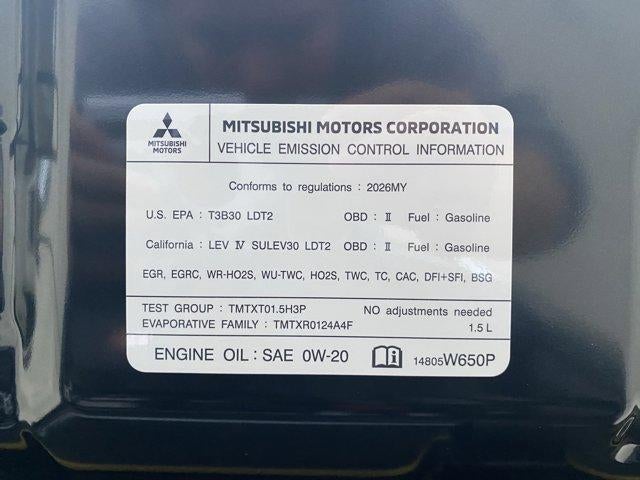 MITSUBISHI MOTORS
MITSUBISHI MOTORS CORPORATION
VEHICLE EMISSION CONTROL INFORMATION
Conforms to regulations : 2026MY
U.S. EPA : T3B30 LDT2 OBD : II Fuel : Gasoline
California : LEV IV SULEV30 LDT2 OBD : II Fuel : Gasoline
EGR, EGRC, WR-HO2S, WU-TWC, HO2S, TWC, TC, CAC, DFI+SFI, BSG
TEST GROUP : TMTXT01.5H3P NO adjustments needed
EVAPORATIVE FAMILY : TMTXR0124A4F 1.5 L
ENGINE OIL : SAE 0W-20 14805W650P